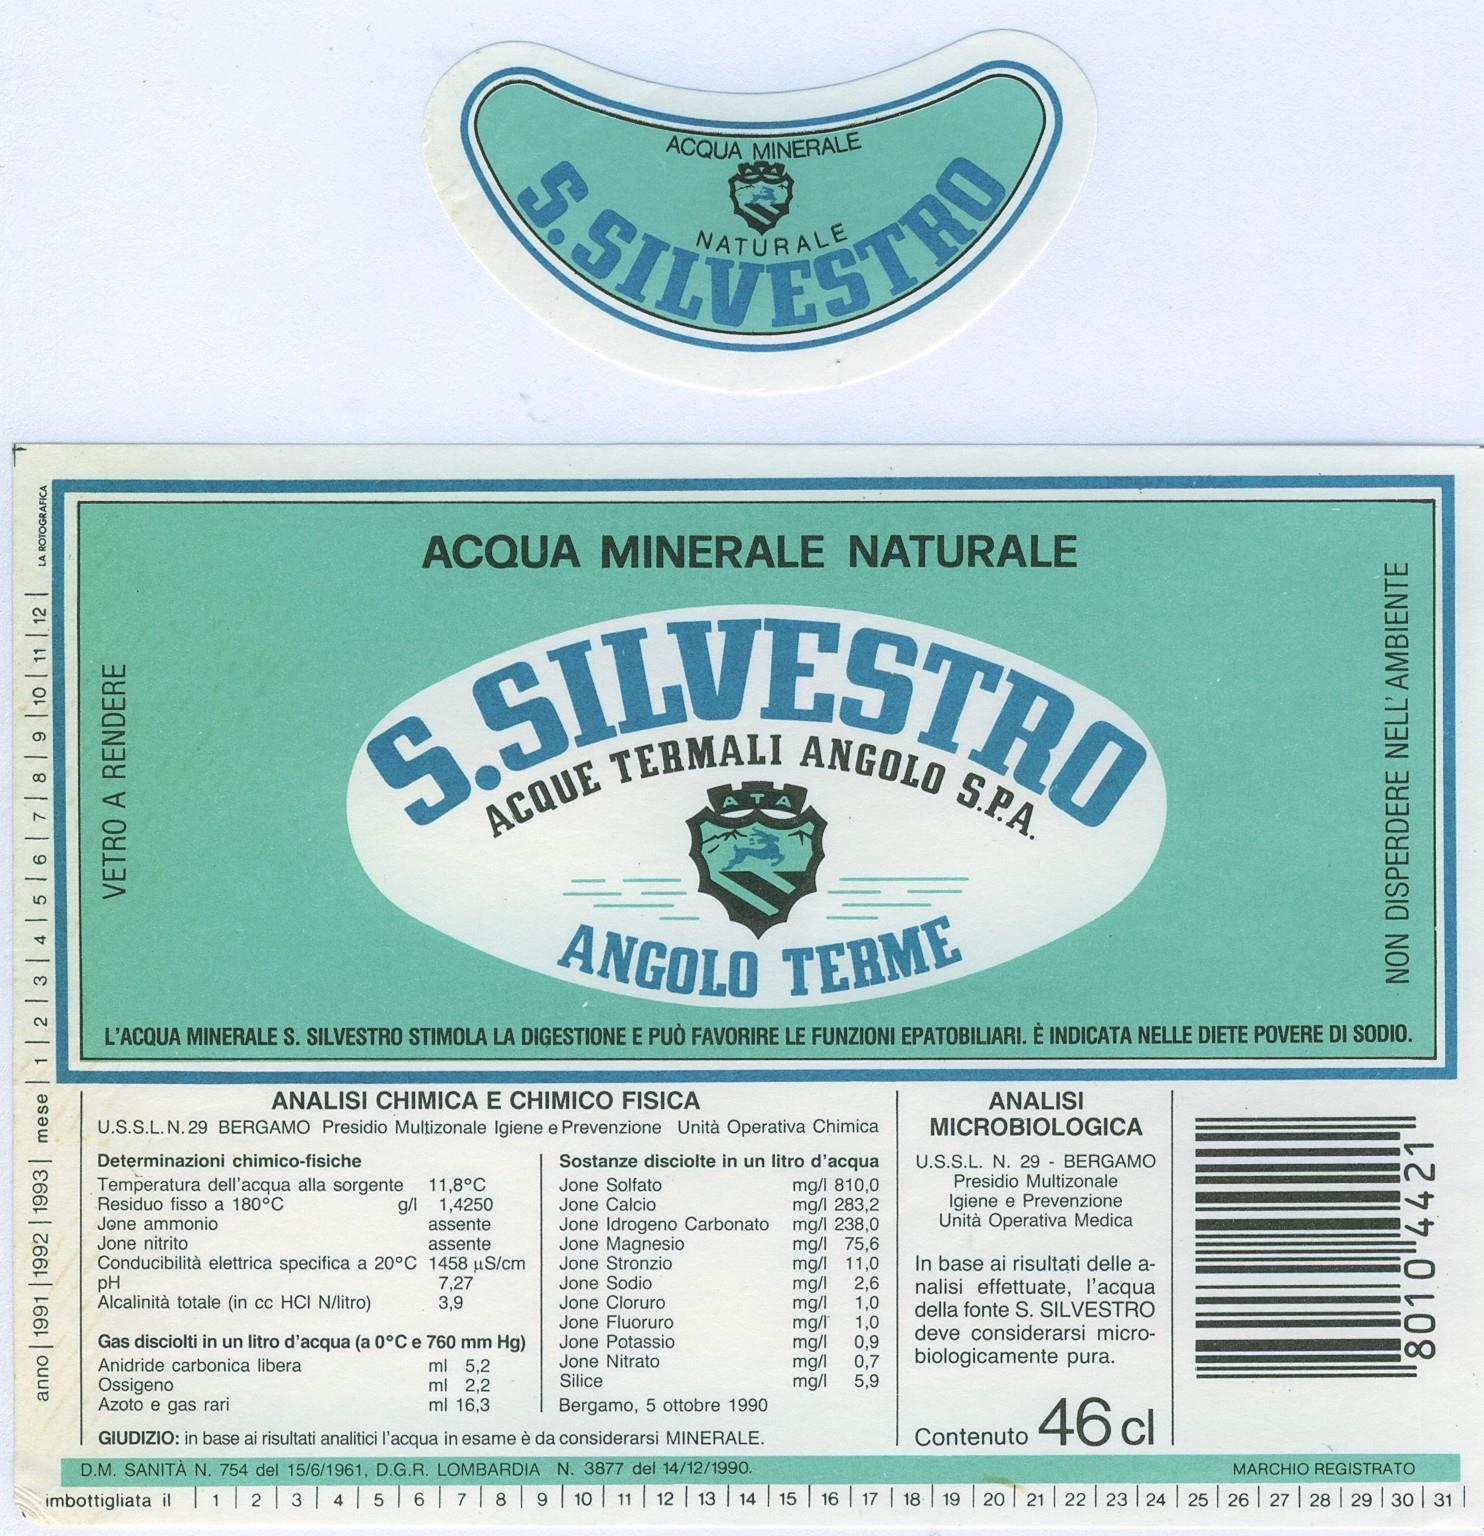 ACQUA MINERALE
NATURALE
S.SILVESTRO
LA ROTOGRAFICA
ACQUA MINERALE NATURALE
VETRO A RENDERE
S.SILVESTRO
ACQUE TERMALI ANGOLO S.P.A.
ATA
ANGOLO TERME
NON DISPERDERE NELL'AMBIENTE
L'ACQUA MINERALE S. SILVESTRO STIMOLA LA DIGESTIONE E PUÒ FAVORIRE LE FUNZIONI EPATOBILIARI. È INDICATA NELLE DIETE POVERE DI SODIO.
anno | 1991 | 1992 | 1993 | mese | 1 | 2 | 3 | 4 | 5 | 6 | 7 | 8 | 9 | 10 | 11 | 12 |
ANALISI CHIMICA E CHIMICO FISICA
U.S.S.L. N. 29 BERGAMO Presidio Multizonale Igiene e Prevenzione Unità Operativa Chimica
Determinazioni chimico-fisiche
Temperatura dell'acqua alla sorgente 11,8°C
Residuo fisso a 180°C g/l 1,4250
Jone ammonio assente
Jone nitrito assente
Conducibilità elettrica specifica a 20°C 1458 µS/cm
pH 7,27
Alcalinità totale (in cc HCl N/litro) 3,9
Gas disciolti in un litro d'acqua (a 0°C e 760 mm Hg)
Anidride carbonica libera ml 5,2
Ossigeno ml 2,2
Azoto e gas rari ml 16,3
Sostanze disciolte in un litro d'acqua
Jone Solfato mg/l 810,0
Jone Calcio mg/l 283,2
Jone Idrogeno Carbonato mg/l 238,0
Jone Magnesio mg/l 75,6
Jone Stronzio mg/l 11,0
Jone Sodio mg/l 2,6
Jone Cloruro mg/l 1,0
Jone Fluoruro mg/l 1,0
Jone Potassio mg/l 0,9
Jone Nitrato mg/l 0,7
Silice mg/l 5,9
Bergamo, 5 ottobre 1990
GIUDIZIO: in base ai risultati analitici l'acqua in esame è da considerarsi MINERALE.
ANALISI
MICROBIOLOGICA
U.S.S.L. N. 29 - BERGAMO
Presidio Multizonale
Igiene e Prevenzione
Unità Operativa Medica
In base ai risultati delle a-
nalisi effettuate, l'acqua
della fonte S. SILVESTRO
deve considerarsi micro-
biologicamente pura.
Contenuto 46 cl
80104421
D.M. SANITÀ N. 754 del 15/6/1961, D.G.R. LOMBARDIA N. 3877 del 14/12/1990.
MARCHIO REGISTRATO
imbottigliata il | 1 | 2 | 3 | 4 | 5 | 6 | 7 | 8 | 9 | 10 | 11 | 12 | 13 | 14 | 15 | 16 | 17 | 18 | 19 | 20 | 21 | 22 | 23 | 24 | 25 | 26 | 27 | 28 | 29 | 30 | 31 |